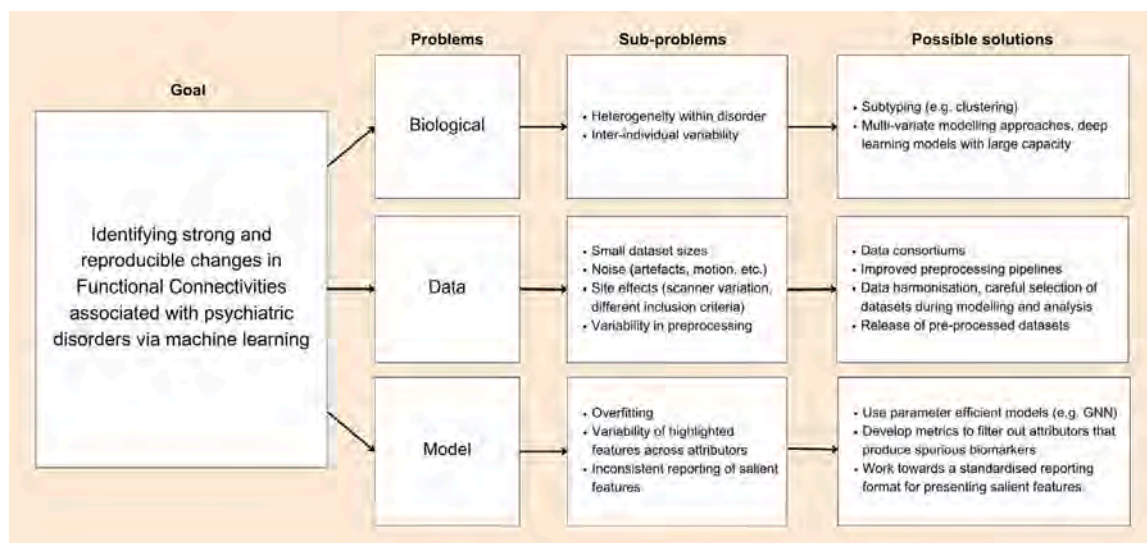 Problems
Sub-problems
Possible solutions
Goal
Identifying strong and
reproducible changes in
Functional Connectivities
associated with psychiatric
disorders via machine learning
Biological
• Heterogeneity within disorder
• Inter-individual variability
• Subtyping (e.g. clustering)
• Multi-variate modelling approaches, deep
learning models with large capacity
Data
• Small dataset sizes
• Noise (artefacts, motion, etc.)
• Site effects (scanner variation,
different inclusion criteria)
• Variability in preprocessing
• Data consortiums
• Improved preprocessing pipelines
• Data harmonisation, careful selection of
datasets during modelling and analysis
• Release of pre-processed datasets
Model
• Overfitting
• Variability of highlighted
features across attributors
• Inconsistent reporting of salient
features
• Use parameter efficient models (e.g. GNN)
• Develop metrics to filter out attributors that
produce spurious biomarkers
• Work towards a standardised reporting
format for presenting salient features